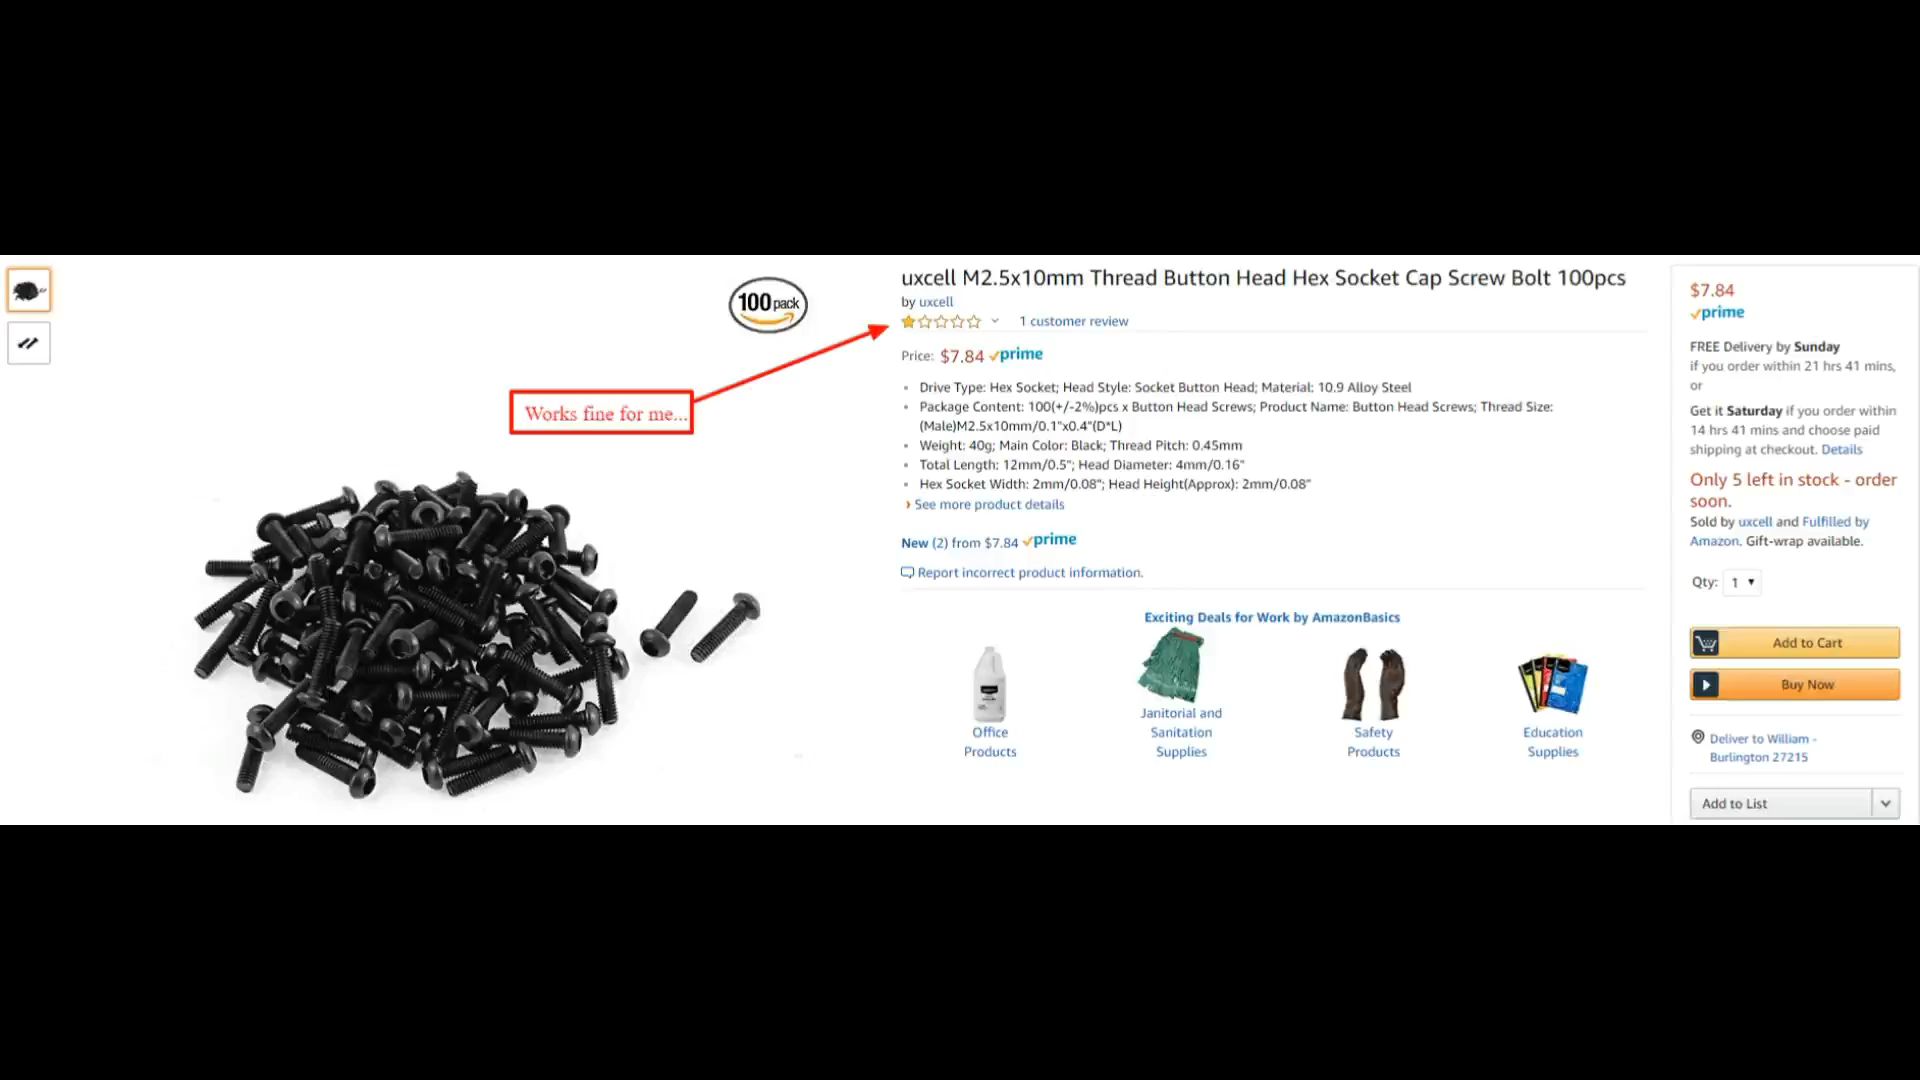 100 pack
Works fine for me...
uxcell M2.5x10mm Thread Button Head Hex Socket Cap Screw Bolt 100pcs
by uxcell
1 customer review
Price: $7.84 prime
Drive Type: Hex Socket; Head Style: Socket Button Head; Material: 10.9 Alloy Steel
Package Content: 100(+/-2%)pcs x Button Head Screws; Product Name: Button Head Screws; Thread Size:
(Male)M2.5x10mm/0.1"x0.4"(D*L)
Weight: 40g; Main Color: Black; Thread Pitch: 0.45mm
Total Length: 12mm/0.5"; Head Diameter: 4mm/0.16"
Hex Socket Width: 2mm/0.08"; Head Height(Approx): 2mm/0.08"
› See more product details
New (2) from $7.84 prime
Report incorrect product information.
Exciting Deals for Work by AmazonBasics
Office
Products
Janitorial and
Sanitation
Supplies
Safety
Products
Education
Supplies
$7.84
prime
FREE Delivery by Sunday
if you order within 21 hrs 41 mins,
or
Get it Saturday if you order within
14 hrs 41 mins and choose paid
shipping at checkout. Details
Only 5 left in stock - order
soon.
Sold by uxcell and Fulfilled by
Amazon. Gift-wrap available.
Qty: 1
Add to Cart
Buy Now
Deliver to William -
Burlington 27215
Add to List